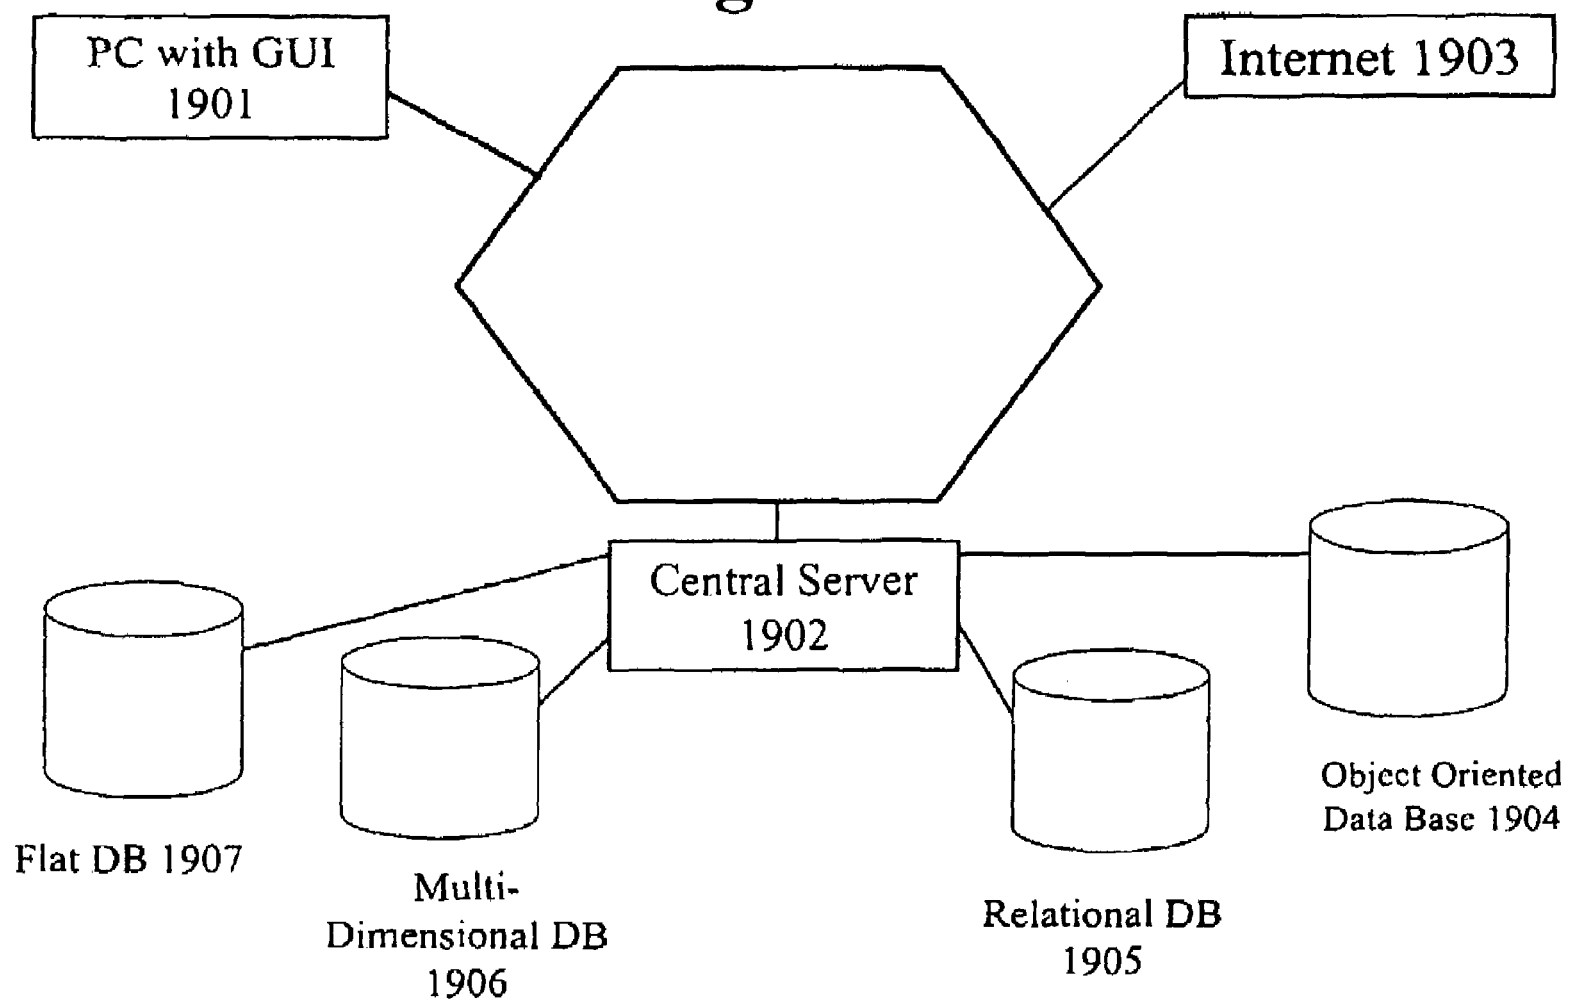 PC with GUI
1901
Internet 1903
Central Server
1902
Object Oriented
Data Base 1904
Flat DB 1907
Multi-
Dimensional DB
1906
Relational DB
1905